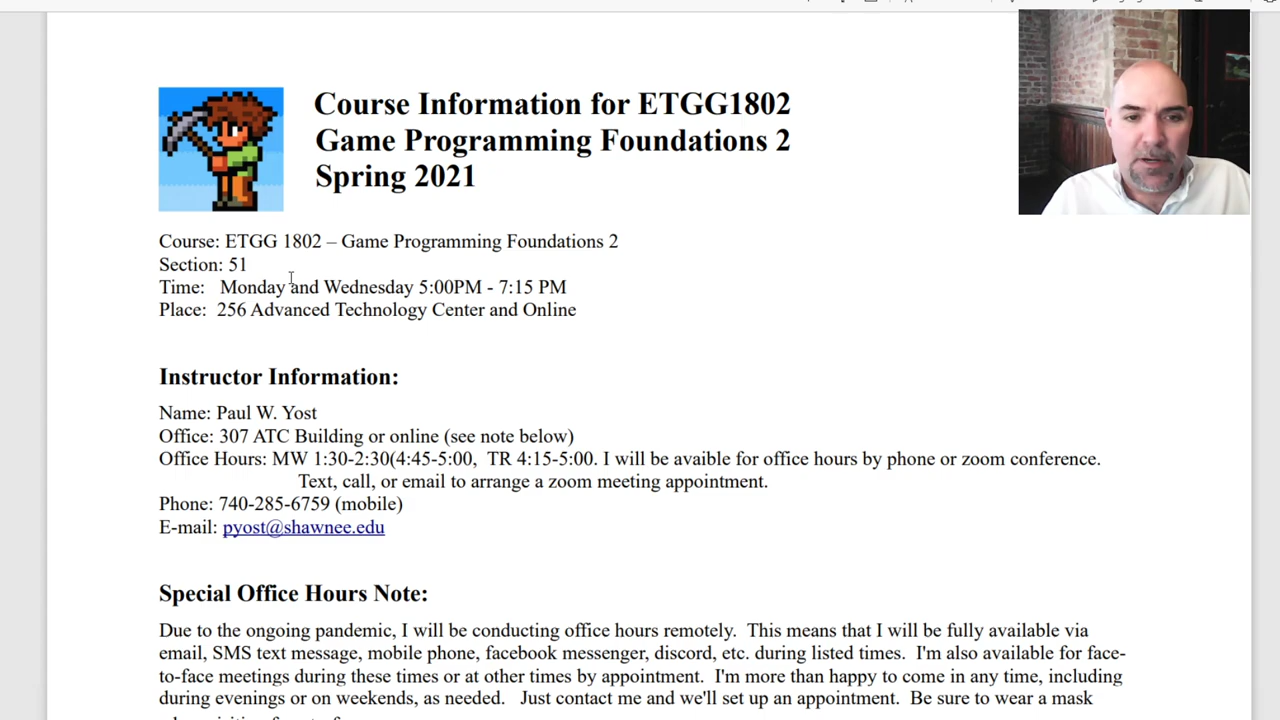 Course Information for ETGG1802
Game Programming Foundations 2
Spring 2021
Course: ETGG 1802 – Game Programming Foundations 2
Section: 51
Time: Monday and Wednesday 5:00PM - 7:15 PM
Place: 256 Advanced Technology Center and Online
Instructor Information:
Name: Paul W. Yost
Office: 307 ATC Building or online (see note below)
Office Hours: MW 1:30-2:30(4:45-5:00, TR 4:15-5:00. I will be avaible for office hours by phone or zoom conference.
Text, call, or email to arrange a zoom meeting appointment.
Phone: 740-285-6759 (mobile)
E-mail: pyost@shawnee.edu
Special Office Hours Note:
Due to the ongoing pandemic, I will be conducting office hours remotely. This means that I will be fully available via
email, SMS text message, mobile phone, facebook messenger, discord, etc. during listed times. I'm also available for face-
to-face meetings during these times or at other times by appointment. I'm more than happy to come in any time, including
during evenings or on weekends, as needed. Just contact me and we'll set up an appointment. Be sure to wear a mask